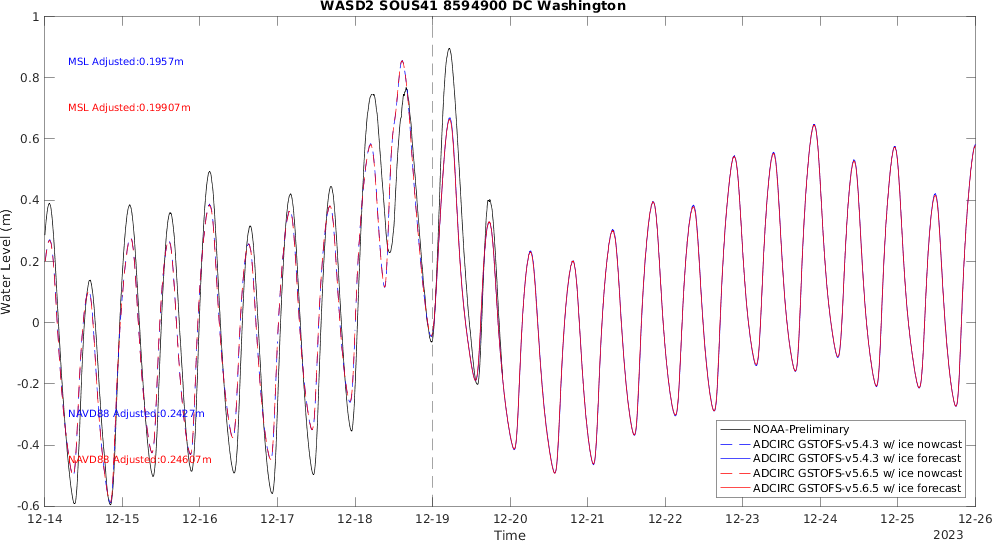 WASD2 SOUS41 8594900 DC Washington
1
0.8
0.6
0.4
0.2
0
-0.2
-0.4
-0.6
Water Level (m)
MSL Adjusted:0.1957m
MSL Adjusted:0.19907m
NAVD88 Adjusted:0.2427m
NAVD88 Adjusted:0.24607m
NOAA-Preliminary
ADCIRC GSTOFS-v5.4.3 w/ ice nowcast
ADCIRC GSTOFS-v5.4.3 w/ ice forecast
ADCIRC GSTOFS-v5.6.5 w/ ice nowcast
ADCIRC GSTOFS-v5.6.5 w/ ice forecast
12-14 12-15 12-16 12-17 12-18 12-19 12-20 12-21 12-22 12-23 12-24 12-25 12-26
Time
2023